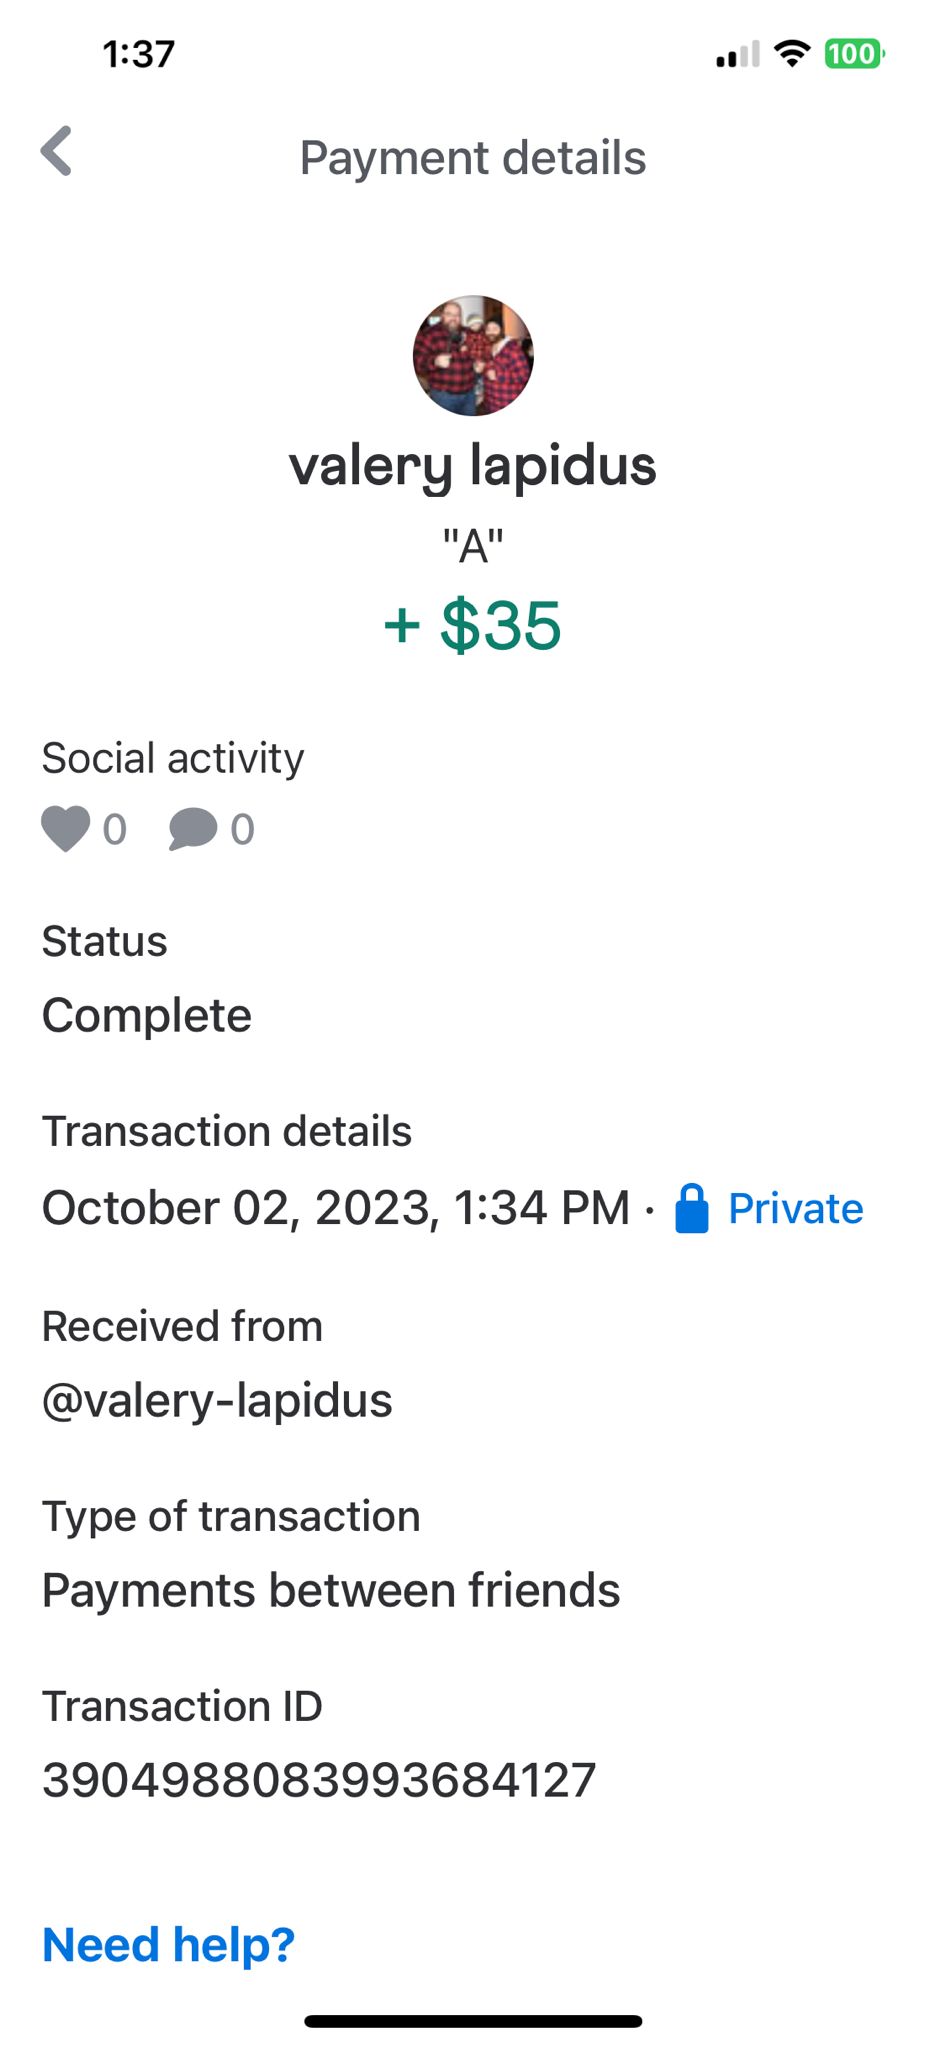 1:37
100
Payment details
valery lapidus
"A"
+ $35
Social activity
0 0
Status
Complete
Transaction details
October 02, 2023, 1:34 PM · Private
Received from
@valery-lapidus
Type of transaction
Payments between friends
Transaction ID
3904988083993684127
Need help?